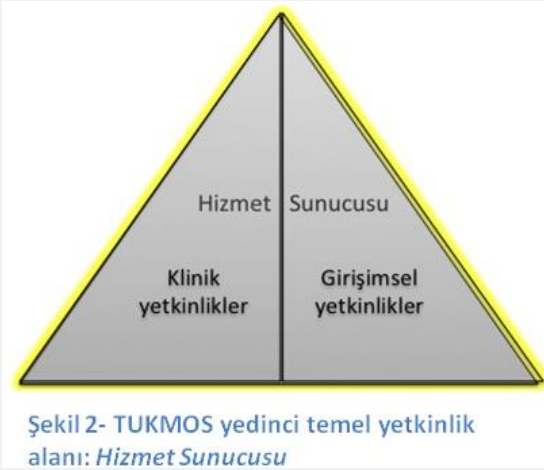 Hizmet Sunucusu
Klinik yetkinlikler
Girişimsel yetkinlikler
Şekil 2- TUKMOS yedinci temel yetkinlik
alanı: Hizmet Sunucusu